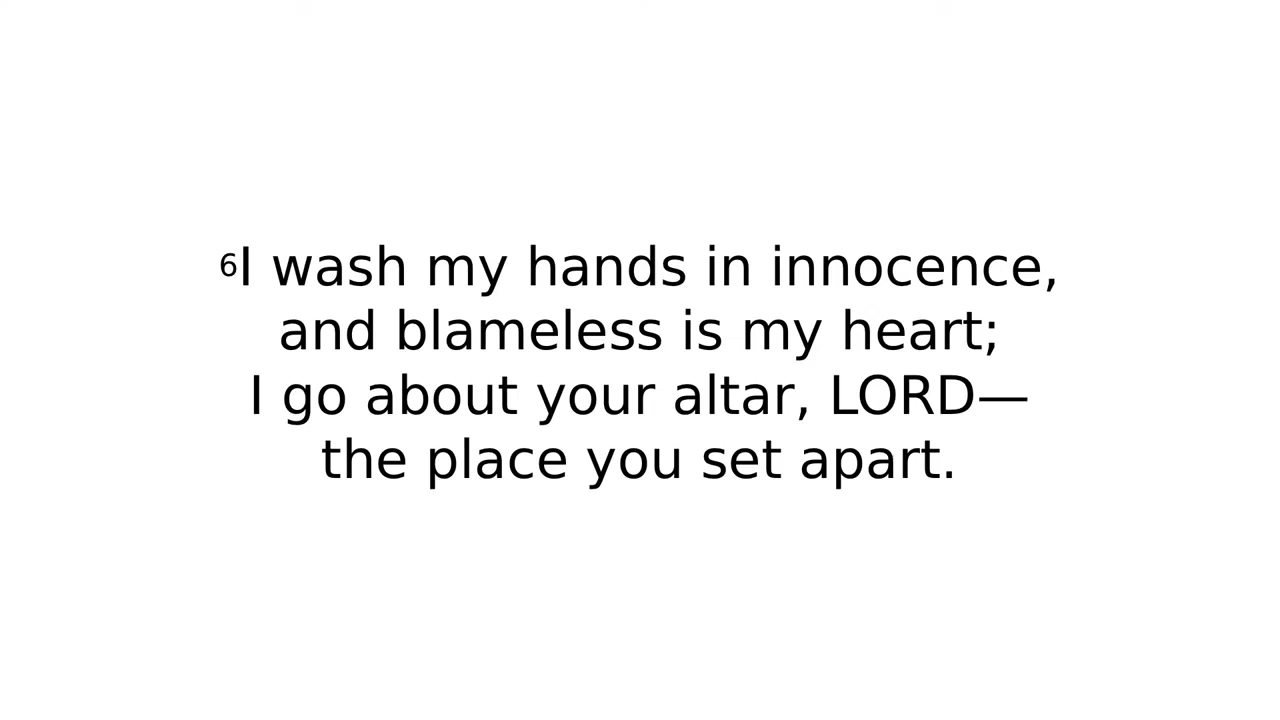 ⁶I wash my hands in innocence,
and blameless is my heart;
I go about your altar, LORD—
the place you set apart.